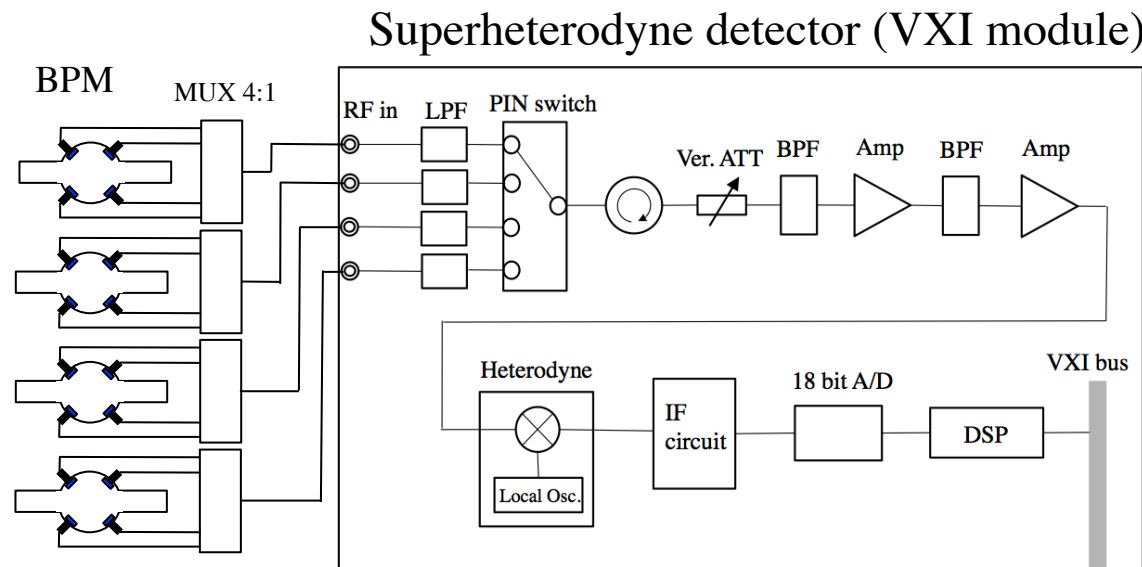 Superheterodyne detector (VXI module)
BPM
MUX 4:1
RF in
LPF
PIN switch
Ver. ATT
BPF
Amp
BPF
Amp
Heterodyne
Local Osc.
IF
circuit
18 bit A/D
DSP
VXI bus